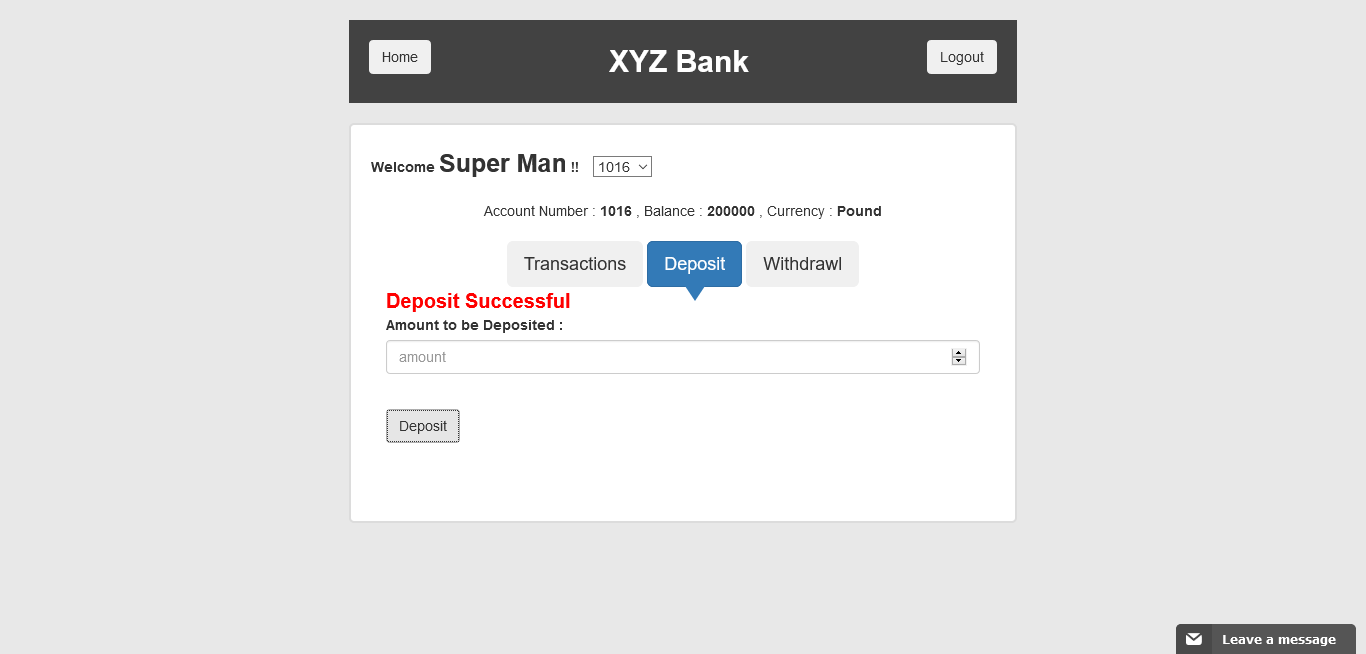 Home
XYZ Bank
Logout
Welcome Super Man !! 1016
Account Number : 1016 , Balance : 200000 , Currency : Pound
Transactions
Deposit
Withdrawl
Deposit Successful
Amount to be Deposited :
amount
Deposit
Leave a message